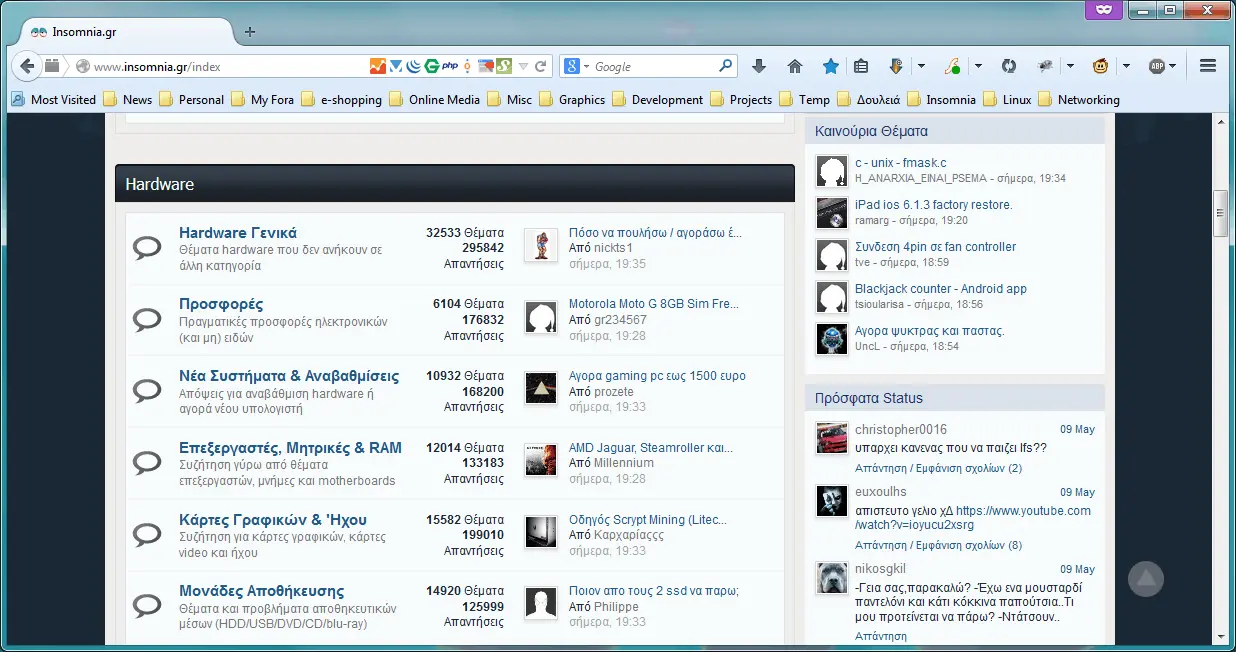 Insomnia.gr
www.insomnia.gr/index
php
Google
ABP
Most Visited News Personal My Fora e-shopping Online Media Misc Graphics Development Projects Temp Δουλειά Insomnia Linux Networking
Hardware
Hardware Γενικά
Θέματα hardware που δεν ανήκουν σε
άλλη κατηγορία
32533 Θέματα
295842
Απαντήσεις
Πόσο να πουλήσω / αγοράσω έ...
Από nickts1
σήμερα, 19:35
Προσφορές
Πραγματικές προσφορές ηλεκτρονικών
(και μη) ειδών
6104 Θέματα
176832
Απαντήσεις
Motorola Moto G 8GB Sim Fre...
Από gr234567
σήμερα, 19:28
Νέα Συστήματα & Αναβαθμίσεις
Απόψεις για αναβάθμιση hardware ή
αγορά νέου υπολογιστή
10932 Θέματα
168200
Απαντήσεις
Αγορα gaming pc εως 1500 ευρο
Από prozete
σήμερα, 19:33
Επεξεργαστές, Μητρικές & RAM
Συζήτηση γύρω από θέματα
επεξεργαστών, μνήμες και motherboards
12014 Θέματα
133183
Απαντήσεις
AMD Jaguar, Steamroller και...
Από Millennium
σήμερα, 19:28
Κάρτες Γραφικών & 'Ηχου
Συζήτηση για κάρτες γραφικών, κάρτες
video και ήχου
15582 Θέματα
199010
Απαντήσεις
Οδηγός Scrypt Mining (Litec...
Από Καρχαρίαςςς
σήμερα, 19:33
Μονάδες Αποθήκευσης
Θέματα και προβλήματα αποθηκευτικών
μέσων (HDD/USB/DVD/CD/blu-ray)
14920 Θέματα
125999
Απαντήσεις
Ποιον απο τους 2 ssd να παρω;
Από Philippe
σήμερα, 19:33
Καινούρια Θέματα
c - unix - fmask.c
H_ANARXIA_EINAI_PSEMA - σήμερα, 19:34
iPad ios 6.1.3 factory restore.
ramarg - σήμερα, 19:20
Συνδεση 4pin σε fan controller
tve - σήμερα, 18:59
Blackjack counter - Android app
tsioularisa - σήμερα, 18:56
Αγορα ψυκτρας και παστας.
UncL - σήμερα, 18:54
Πρόσφατα Status
christopher0016 09 May
υπαρχει κανενας που να παιζει lfs??
Απάντηση / Εμφάνιση σχολίων (2)
euxoulhs 09 May
απιστευτο γελιο χΔ https://www.youtube.com
/watch?v=ioyucu2xsrg
Απάντηση / Εμφάνιση σχολίων (8)
nikosgkil 09 May
-Γεια σας,παρακαλώ? -Έχω ενα μουσταρδί
παντελόνι και κάτι κόκκινα παπούτσια..Τι
μου προτείνεται να πάρω? -Ντάτσουν..
Απάντηση